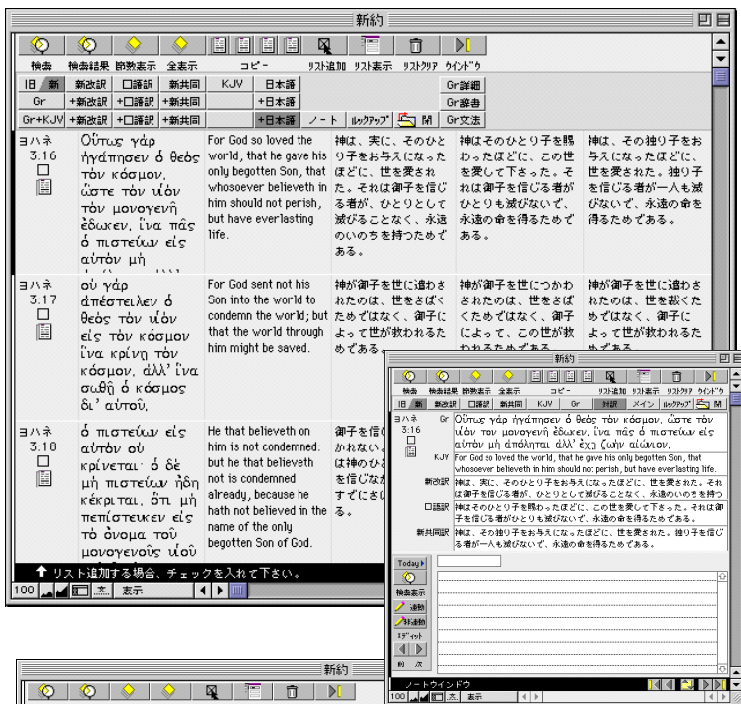 新約
検索 検索結果 節数表示 全表示 コピー リスト追加 リスト表示 リストクリア ウインドウ
旧 新 新改訳 口語訳 新共同 KJV 日本語 Gr詳細
Gr +新改訳 +口語訳 +新共同 +日本語 Gr辞書
Gr+KJV +新改訳 +口語訳 +新共同 +日本語 ノート ルックアップ 閉 Gr文法
ヨハネ
3.16
Οὕτως γάρ
ἠγάπησεν ὁ θεὸς
τὸν κόσμον,
ὥστε τὸν υἱὸν
τὸν μονογενῆ
ἔδωκεν, ἵνα πᾶς
ὁ πιστεύων εἰς
αὐτὸν μὴ
For God so loved the
world, that he gave his
only begotten Son, that
whosoever believeth in
him should not perish,
but have everlasting
life.
神は、実に、そのひと
り子をお与えになった
ほどに、世を愛され
た。それは御子を信じ
る者が、ひとりとして
滅びることなく、永遠
のいのちを持つためで
ある。
神はそのひとり子を賜
わったほどに、この世
を愛して下さった。そ
れは御子を信じる者が
ひとりも滅びないで、
永遠の命を得るためで
ある。
神は、その独り子をお
与えになったほどに、
世を愛された。独り子
を信じる者が一人も滅
びないで、永遠の命を
得るためである。
ヨハネ
3.17
οὐ γὰρ
ἀπέστειλεν ὁ
θεὸς τὸν υἱὸν
εἰς τὸν κόσμον
ἵνα κρίνῃ τὸν
κόσμον, ἀλλ' ἵνα
σωθῇ ὁ κόσμος
δι' αὐτοῦ.
For God sent not his
Son into the world to
condemn the world; but
that the world through
him might be saved.
神が御子を世に遣わさ
れたのは、世をさばく
ためではなく、御子に
よって世が救われるた
めである。
神が御子を世につかわ
されたのは、世をさば
くためではなく、御子
によって、この世が救
われるためである
神が御子を世に遣わさ
れたのは、世を裁くた
めではなく、御子に
よって世が救われるた
めである。
ヨハネ
3.18
ὁ πιστεύων εἰς
αὐτὸν οὐ
κρίνεται· ὁ δὲ
μὴ πιστεύων ἤδη
κέκριται, ὅτι μὴ
πεπίστευκεν εἰς
τὸ ὄνομα τοῦ
μονογενοῦς υἱοῦ
He that believeth on
him is not condemned:
but he that believeth
not is condemned
already, because he
hath not believed in the
name of the only
begotten Son of God.
御子を信
かれない。
は神のひ
を信じな
すでにさ
る。
↑ リスト追加する場合、チェックを入れて下さい。
100 表示
新約
検索 検索結果 節数表示 全表示 コピー リスト追加 リスト表示 リストクリア ウインドウ
旧 新 新改訳 口語訳 新共同 KJV Gr 対訳 メイン ルックアップ 閉
ヨハネ
3:16
Gr Οὕτως γὰρ ἠγάπησεν ὁ θεὸς τὸν κόσμον, ὥστε τὸν
υἱὸν τὸν μονογενῆ ἔδωκεν, ἵνα πᾶς ὁ πιστεύων εἰς
αὐτὸν μὴ ἀπόληται ἀλλ' ἔχῃ ζωὴν αἰώνιον.
KJV For God so loved the world, that he gave his only begotten Son, that
whosoever believeth in him should not perish, but have everlasting life.
新改訳 神は、実に、そのひとり子をお与えになったほどに、世を愛された。それ
は御子を信じる者が、ひとりとして滅びることなく、永遠のいのちを持つ
口語訳 神はそのひとり子を賜わったほどに、この世を愛して下さった。それは御
子を信じる者がひとりも滅びないで、永遠の命を得るためである。
新共同訳 神は、その独り子をお与えになったほどに、世を愛された。独り子を信じ
る者が一人も滅びないで、永遠の命を得るためである。
Today
検索表示
連動
非連動
エディット
前 次
ノートウインドウ
100 表示
新約